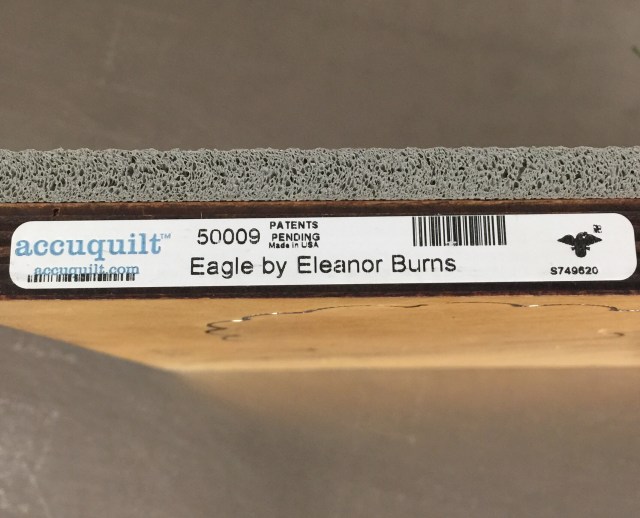 accuquilt™
accuquilt.com
50009
PATENTS
PENDING
Made in USA
Eagle by Eleanor Burns
S749620